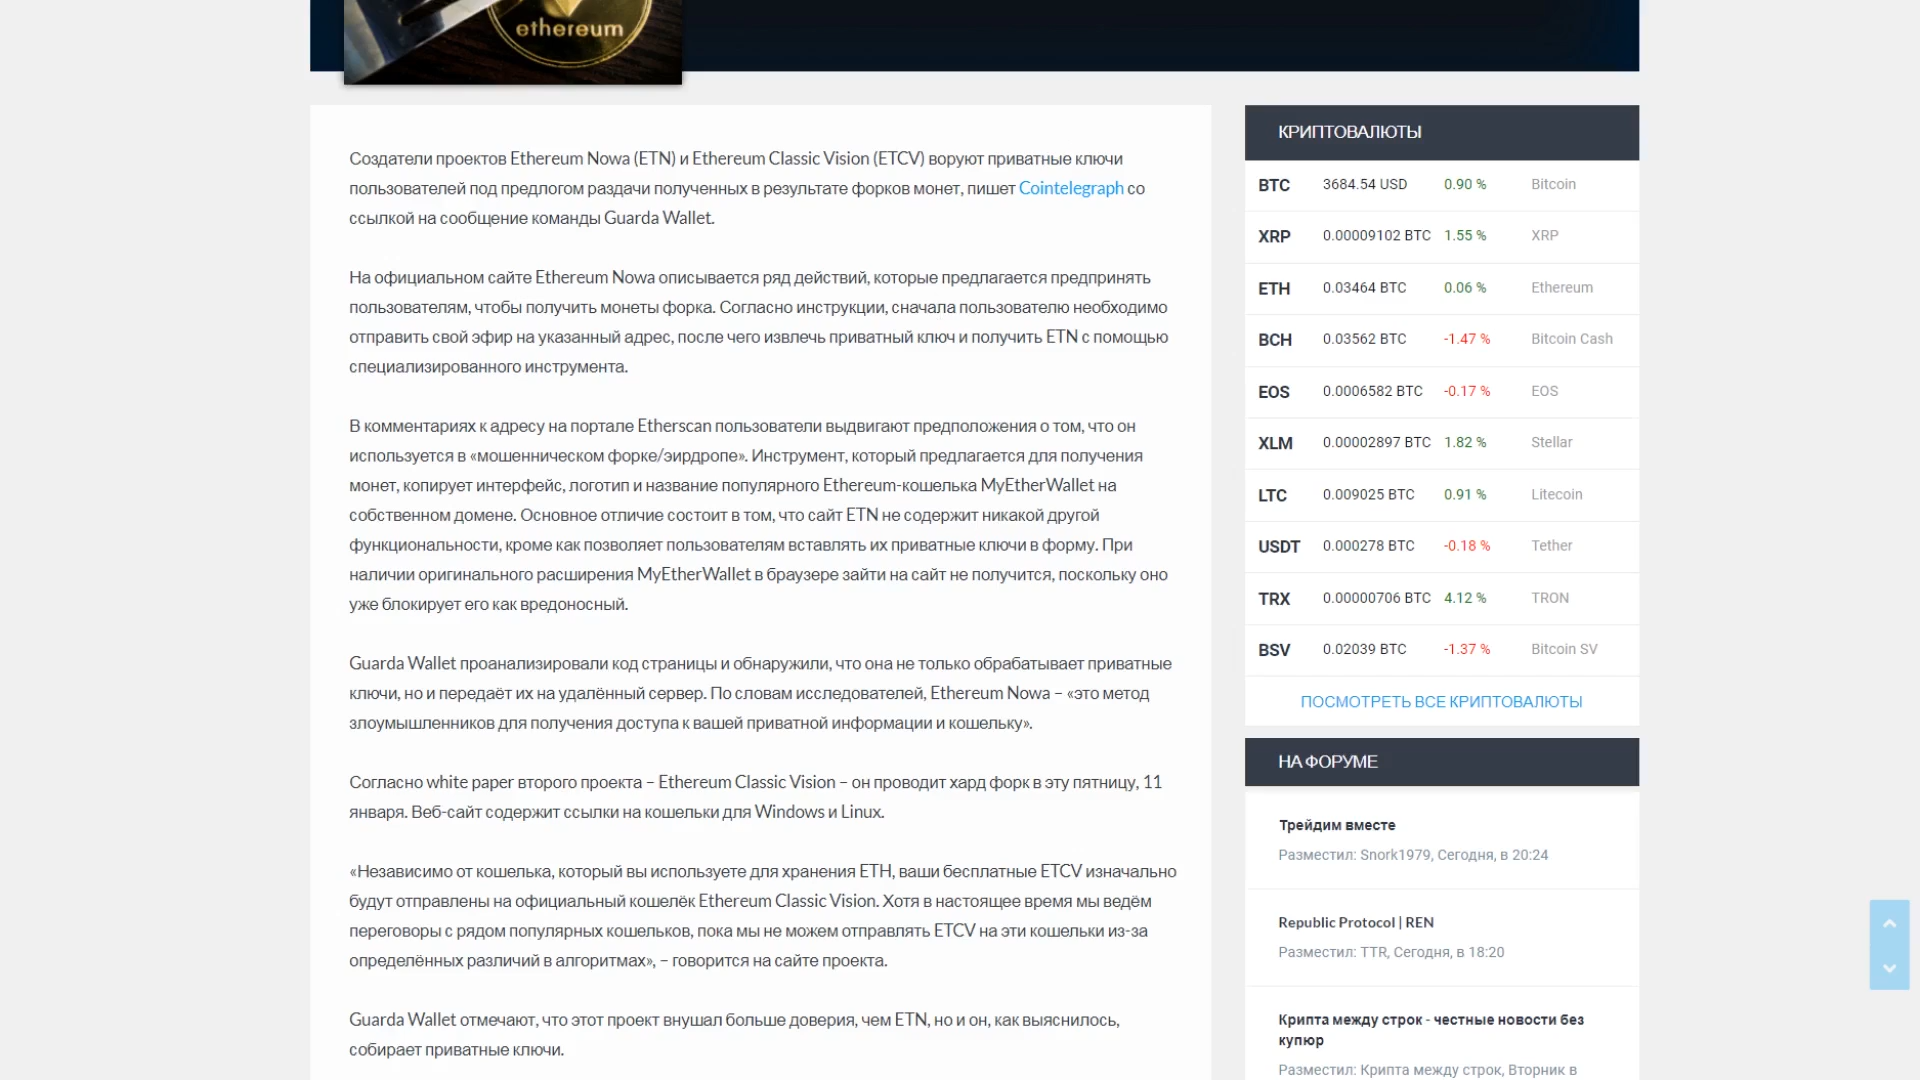 ethereum
Создатели проектов Ethereum Nowa (ETN) и Ethereum Classic Vision (ETCV) воруют приватные ключи
пользователей под предлогом раздачи полученных в результате форков монет, пишет Cointelegraph со
ссылкой на сообщение команды Guarda Wallet.
На официальном сайте Ethereum Nowa описывается ряд действий, которые предлагается предпринять
пользователям, чтобы получить монеты форка. Согласно инструкции, сначала пользователю необходимо
отправить свой эфир на указанный адрес, после чего извлечь приватный ключ и получить ETN с помощью
специализированного инструмента.
В комментариях к адресу на портале Etherscan пользователи выдвигают предположения о том, что он
используется в «мошенническом форке/эирдропе». Инструмент, который предлагается для получения
монет, копирует интерфейс, логотип и название популярного Ethereum-кошелька MyEtherWallet на
собственном домене. Основное отличие состоит в том, что сайт ETN не содержит никакой другой
функциональности, кроме как позволяет пользователям вставлять их приватные ключи в форму. При
наличии оригинального расширения MyEtherWallet в браузере зайти на сайт не получится, поскольку оно
уже блокирует его как вредоносный.
Guarda Wallet проанализировали код страницы и обнаружили, что она не только обрабатывает приватные
ключи, но и передаёт их на удалённый сервер. По словам исследователей, Ethereum Nowa – «это метод
злоумышленников для получения доступа к вашей приватной информации и кошельку».
Согласно white paper второго проекта – Ethereum Classic Vision – он проводит хард форк в эту пятницу, 11
января. Веб-сайт содержит ссылки на кошельки для Windows и Linux.
«Независимо от кошелька, который вы используете для хранения ETH, ваши бесплатные ETCV изначально
будут отправлены на официальный кошелёк Ethereum Classic Vision. Хотя в настоящее время мы ведём
переговоры с рядом популярных кошельков, пока мы не можем отправлять ETCV на эти кошельки из-за
определённых различий в алгоритмах», – говорится на сайте проекта.
Guarda Wallet отмечают, что этот проект внушал больше доверия, чем ETN, но и он, как выяснилось,
собирает приватные ключи.
КРИПТОВАЛЮТЫ
BTC 3684.54 USD 0.90 % Bitcoin
XRP 0.00009102 BTC 1.55 % XRP
ETH 0.03464 BTC 0.06 % Ethereum
BCH 0.03562 BTC -1.47 % Bitcoin Cash
EOS 0.0006582 BTC -0.17 % EOS
XLM 0.00002897 BTC 1.82 % Stellar
LTC 0.009025 BTC 0.91 % Litecoin
USDT 0.000278 BTC -0.18 % Tether
TRX 0.00000706 BTC 4.12 % TRON
BSV 0.02039 BTC -1.37 % Bitcoin SV
ПОСМОТРЕТЬ ВСЕ КРИПТОВАЛЮТЫ
НА ФОРУМЕ
Трейдим вместе
Разместил: Snork1979, Сегодня, в 20:24
Republic Protocol | REN
Разместил: TTR, Сегодня, в 18:20
Крипта между строк - честные новости без
купюр
Разместил: Крипта между строк, Вторник в